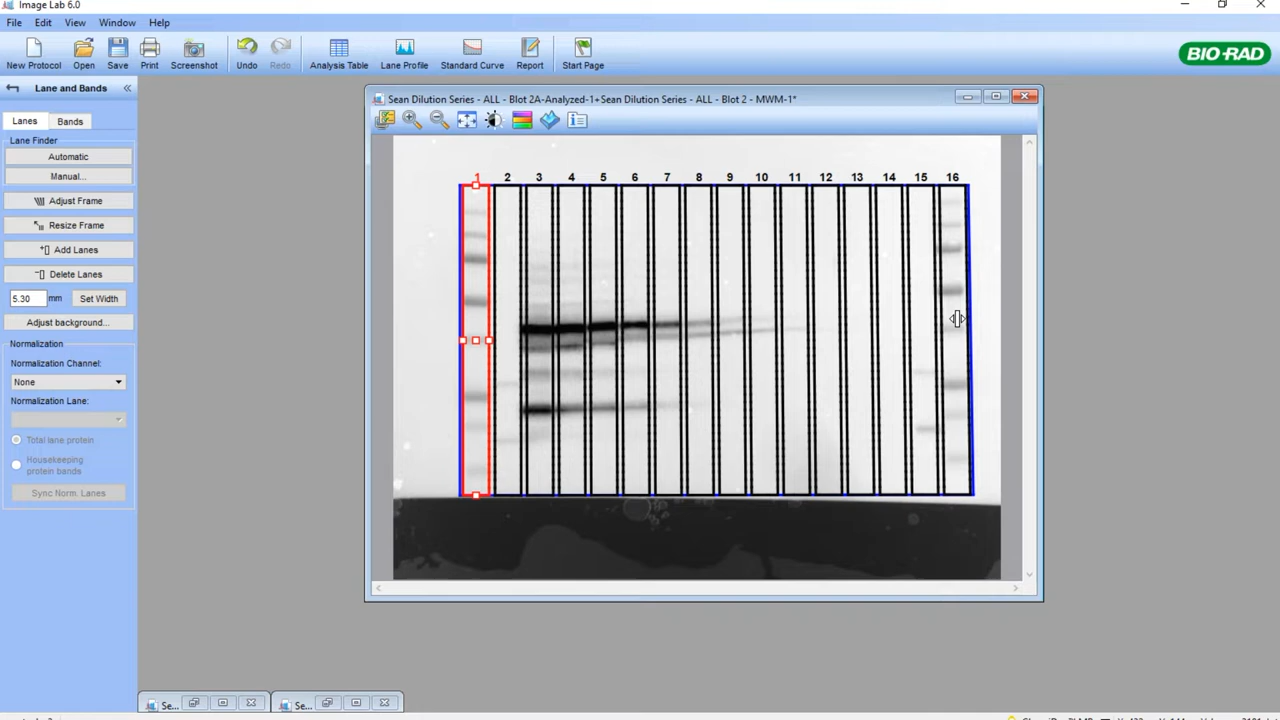 Image Lab 6.0
File Edit View Window Help
New Protocol Open Save Print Screenshot Undo Redo Analysis Table Lane Profile Standard Curve Report Start Page
BIO-RAD
Lane and Bands
Lanes Bands
Lane Finder
Automatic
Manual...
Adjust Frame
Resize Frame
Add Lanes
Delete Lanes
5.30 mm Set Width
Adjust background...
Normalization
Normalization Channel:
None
Normalization Lane:
Total lane protein
Housekeeping
protein bands
Sync Norm. Lanes
Sean Dilution Series - ALL - Blot 2A-Analyzed-1+Sean Dilution Series - ALL - Blot 2 - MWM-1*
1 2 3 4 5 6 7 8 9 10 11 12 13 14 15 16
Se... Se...